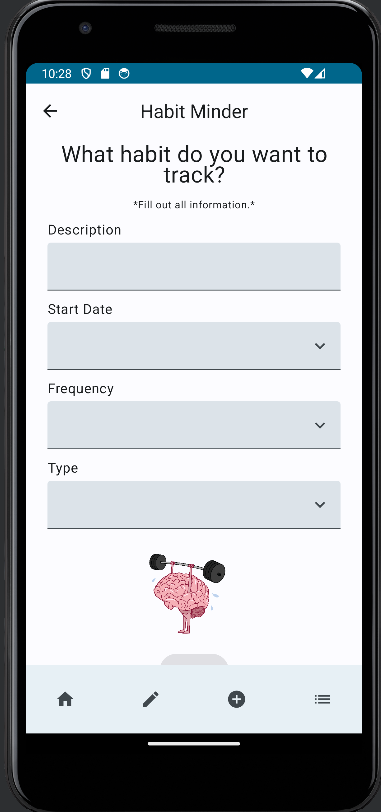 10:28
Habit Minder
What habit do you want to
track?
*Fill out all information.*
Description
Start Date
Frequency
Type